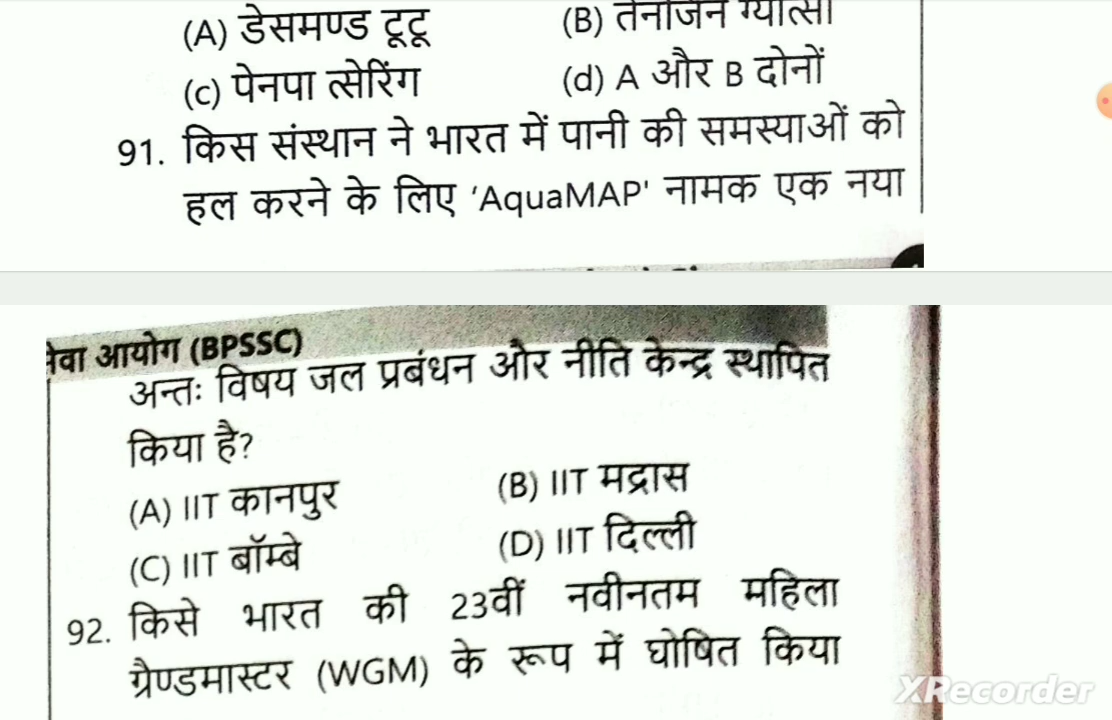 (A) डेसमण्ड टूटू
(B) तेनजिन ग्यात्सो
(c) पेनपा त्सेरिंग
(d) A और B दोनों
91. किस संस्थान ने भारत में पानी की समस्याओं को
हल करने के लिए 'AquaMAP' नामक एक नया
सेवा आयोग (BPSSC)
अन्तः विषय जल प्रबंधन और नीति केन्द्र स्थापित
किया है?
(A) IIT कानपुर
(B) IIT मद्रास
(C) IIT बॉम्बे
(D) IIT दिल्ली
92. किसे भारत की 23वीं नवीनतम महिला
ग्रैण्डमास्टर (WGM) के रूप में घोषित किया
XRecorder